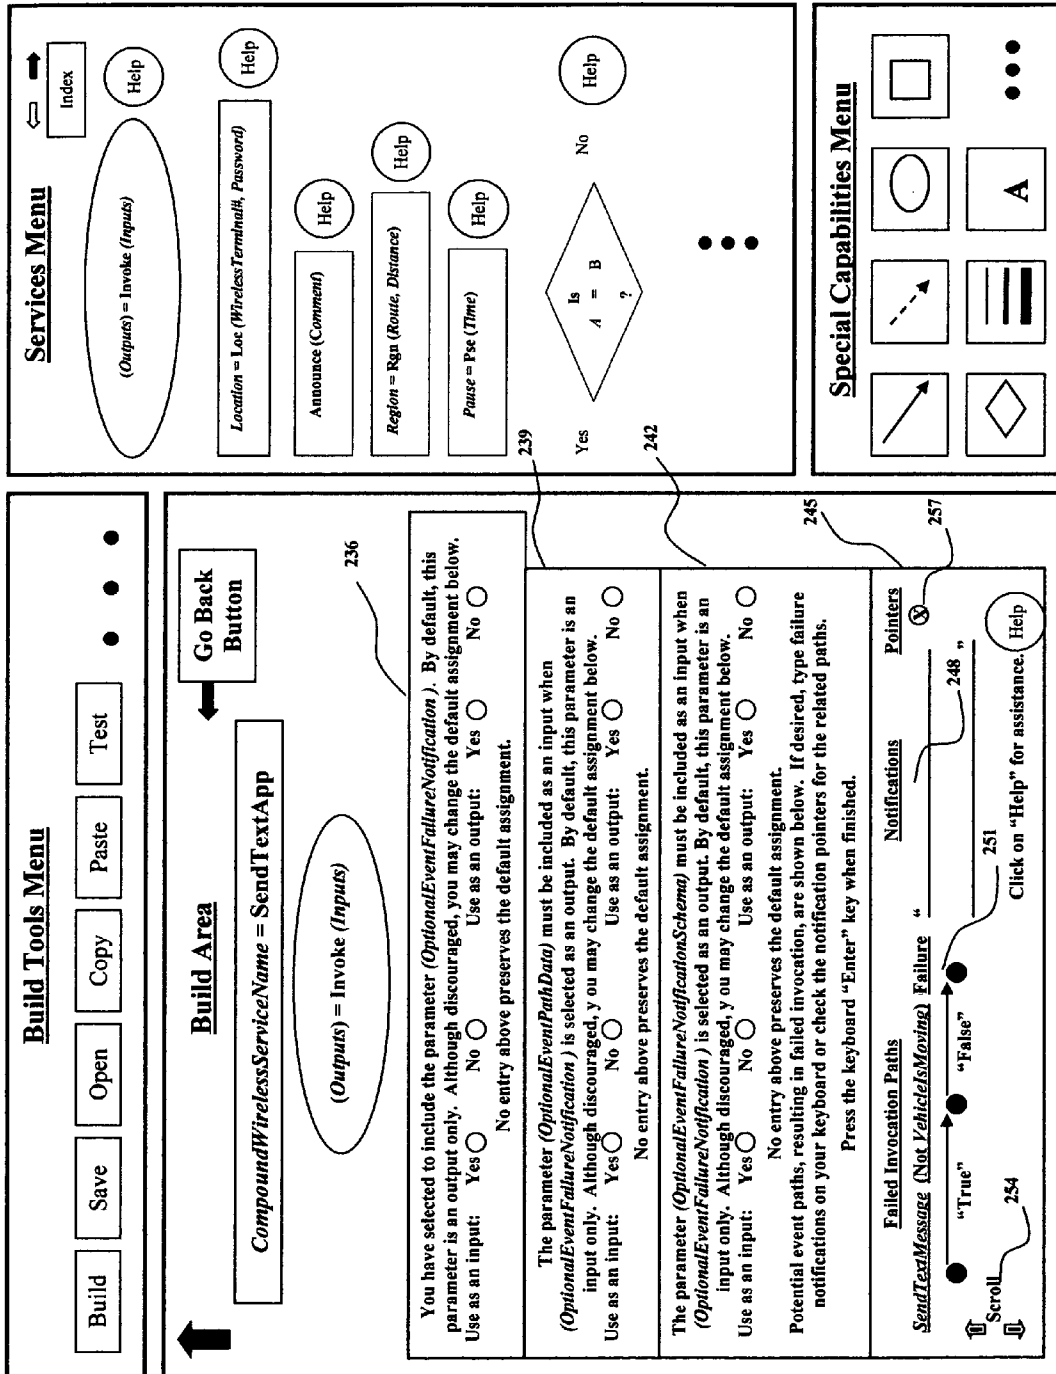 Build Tools Menu
Build
Save
Open
Copy
Paste
Test
Build Area
Go Back
Button
CompoundWirelessServiceName = SendTextApp
(Outputs) = Invoke (Inputs)
236
You have selected to include the parameter (OptionalEventFailureNotification ). By default, this
parameter is an output only. Although discouraged, you may change the default assignment below.
Use as an input: Yes No Use as an output: Yes No
No entry above preserves the default assignment.
239
The parameter (OptionalEventPathData) must be included as an input when
(OptionalEventFailureNotification ) is selected as an output. By default, this parameter is an
input only. Although discouraged, y ou may change the default assignment below.
Use as an input: Yes No Use as an output: Yes No
No entry above preserves the default assignment.
242
The parameter (OptionalEventFailureNotificationSchema) must be included as an input when
(OptionalEventFailureNotification ) is selected as an output. By default, this parameter is an
input only. Although discouraged, y ou may change the default assignment below.
Use as an input: Yes No Use as an output: Yes No
No entry above preserves the default assignment.
Potential event paths, resulting in failed invocation, are shown below. If desired, type failure
notifications on your keyboard or check the notification pointers for the related paths.
Press the keyboard “Enter” key when finished.
245
Failed Invocation Paths Notifications Pointers
257
SendTextMessage (Not VehicleIsMoving) Failure “
X
“True” “False”
251
248
”
Scroll
254
Click on “Help” for assistance.
Help
Services Menu
Index
(Outputs) = Invoke (Inputs)
Help
Location = Loc (WirelessTerminal#, Password)
Help
Announce (Comment)
Help
Region = Rgn (Route, Distance)
Help
Pause = Pse (Time)
Help
Yes
Is
A = B
?
No
Help
Special Capabilities Menu
A